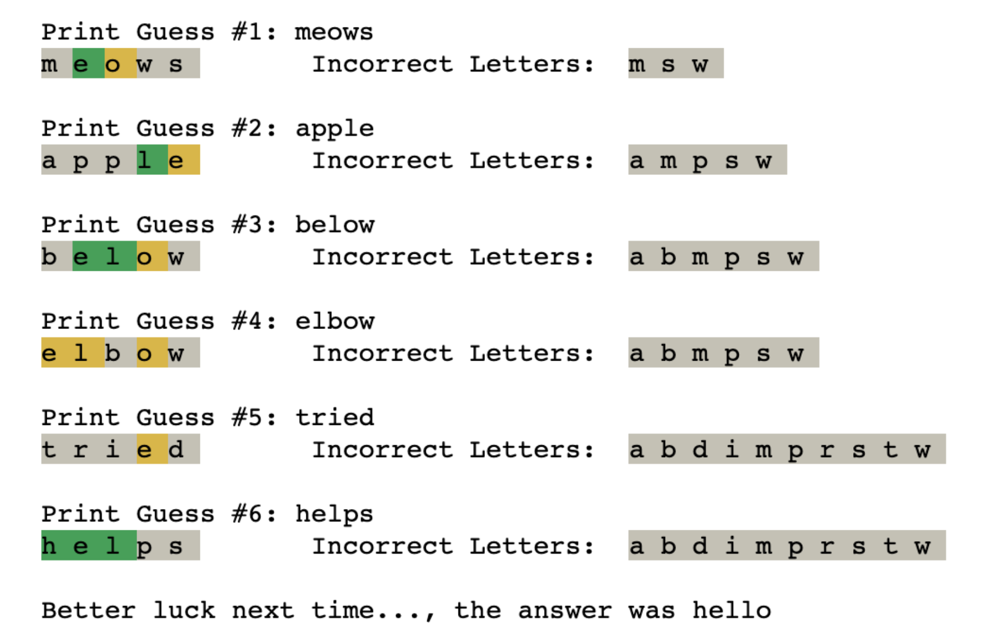 Print Guess #1: meows
m e o w s Incorrect Letters: m s w
Print Guess #2: apple
a p p l e Incorrect Letters: a m p s w
Print Guess #3: below
b e l o w Incorrect Letters: a b m p s w
Print Guess #4: elbow
e l b o w Incorrect Letters: a b m p s w
Print Guess #5: tried
t r i e d Incorrect Letters: a b d i m p r s t w
Print Guess #6: helps
h e l p s Incorrect Letters: a b d i m p r s t w
Better luck next time..., the answer was hello